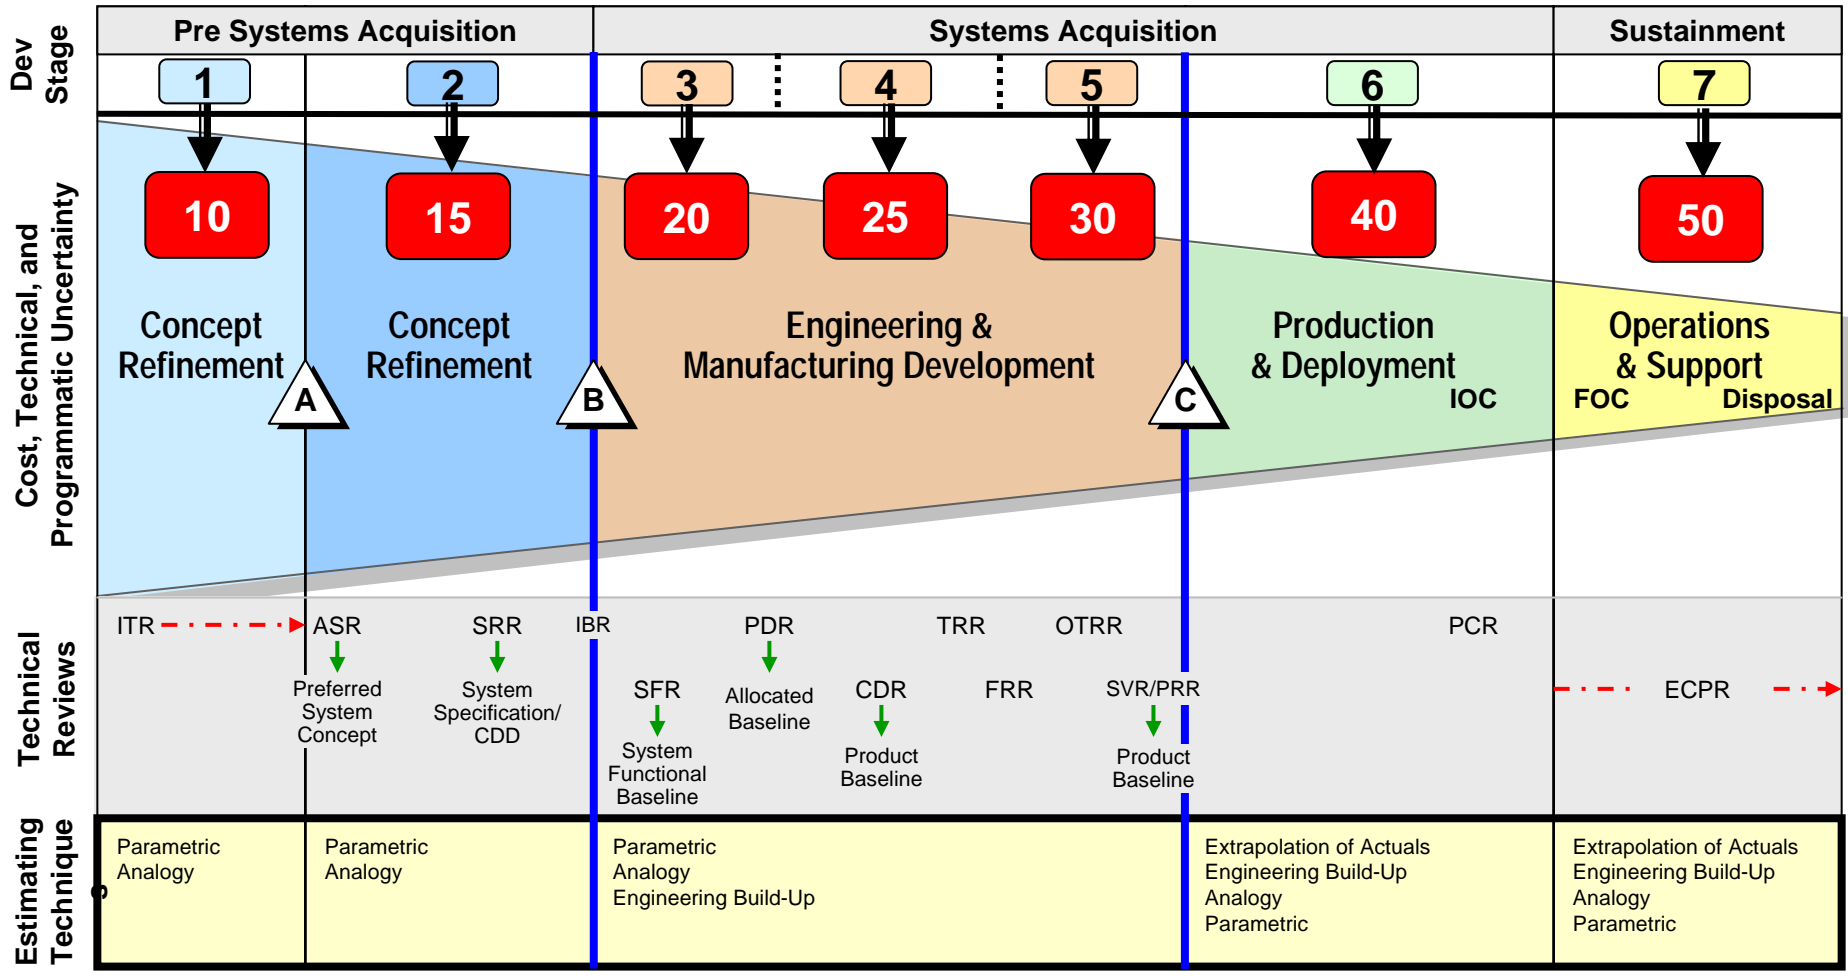 Dev
Stage
Pre Systems Acquisition
Systems Acquisition
Sustainment
1
2
3
4
5
6
7
Cost, Technical, and
Programmatic Uncertainty
10
15
20
25
30
40
50
Concept
Refinement
Concept
Refinement
Engineering &
Manufacturing Development
Production
& Deployment
IOC
Operations
& Support
FOC
Disposal
A
B
C
Technical
Reviews
ITR
ASR
Preferred
System
Concept
SRR
System
Specification/
CDD
IBR
SFR
System
Functional
Baseline
PDR
Allocated
Baseline
CDR
Product
Baseline
TRR
FRR
OTRR
SVR/PRR
Product
Baseline
PCR
ECPR
Estimating
Technique
s
Parametric
Analogy
Parametric
Analogy
Parametric
Analogy
Engineering Build-Up
Extrapolation of Actuals
Engineering Build-Up
Analogy
Parametric
Extrapolation of Actuals
Engineering Build-Up
Analogy
Parametric